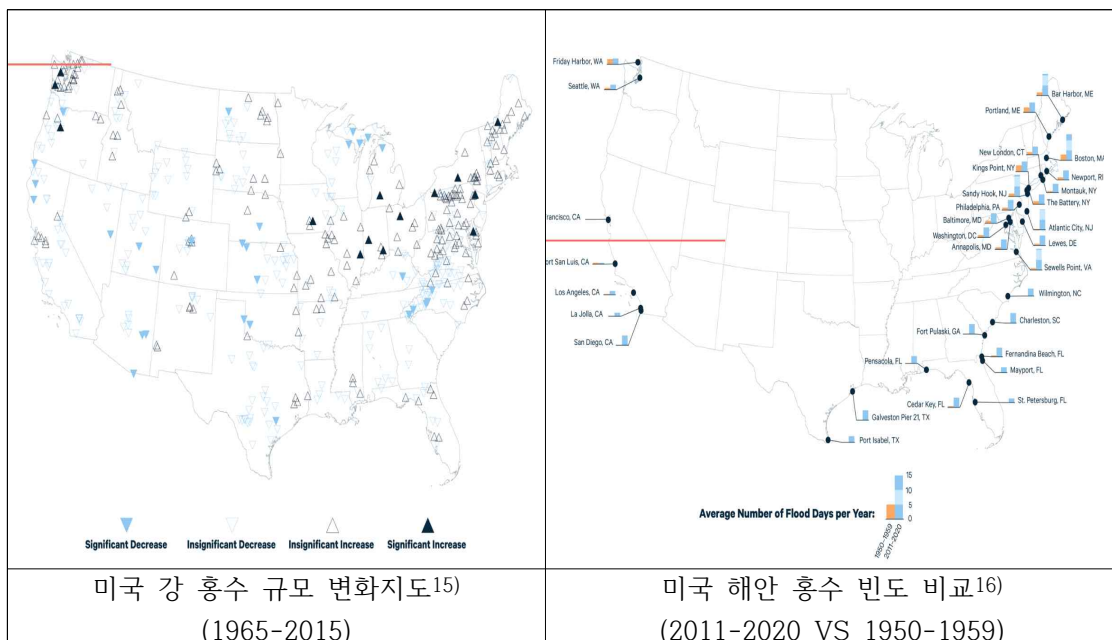 Significant Decrease
Insignificant Decrease
Insignificant Increase
Significant Increase
미국 강 홍수 규모 변화지도15)
(1965-2015)
Friday Harbor, WA
Seattle, WA
Francisco, CA
ort San Luis, CA
Los Angeles, CA
La Jolla, CA
San Diego, CA
Bar Harbor, ME
Portland, ME
New London, CT
Boston, MA
Kings Point, NY
Newport, RI
Montauk, NY
Sandy Hook, NJ
The Battery, NY
Philadelphia, PA
Baltimore, MD
Atlantic City, NJ
Washington, DC
Lewes, DE
Annapolis, MD
Sewells Point, VA
Wilmington, NC
Charleston, SC
Fort Pulaski, GA
Fernandina Beach, FL
Pensacola, FL
Mayport, FL
Cedar Key, FL
St. Petersburg, FL
Galveston Pier 21, TX
Port Isabel, TX
Average Number of Flood Days per Year:
15
10
5
0
1950-1959
2011-2020
미국 해안 홍수 빈도 비교16)
(2011-2020 VS 1950-1959)